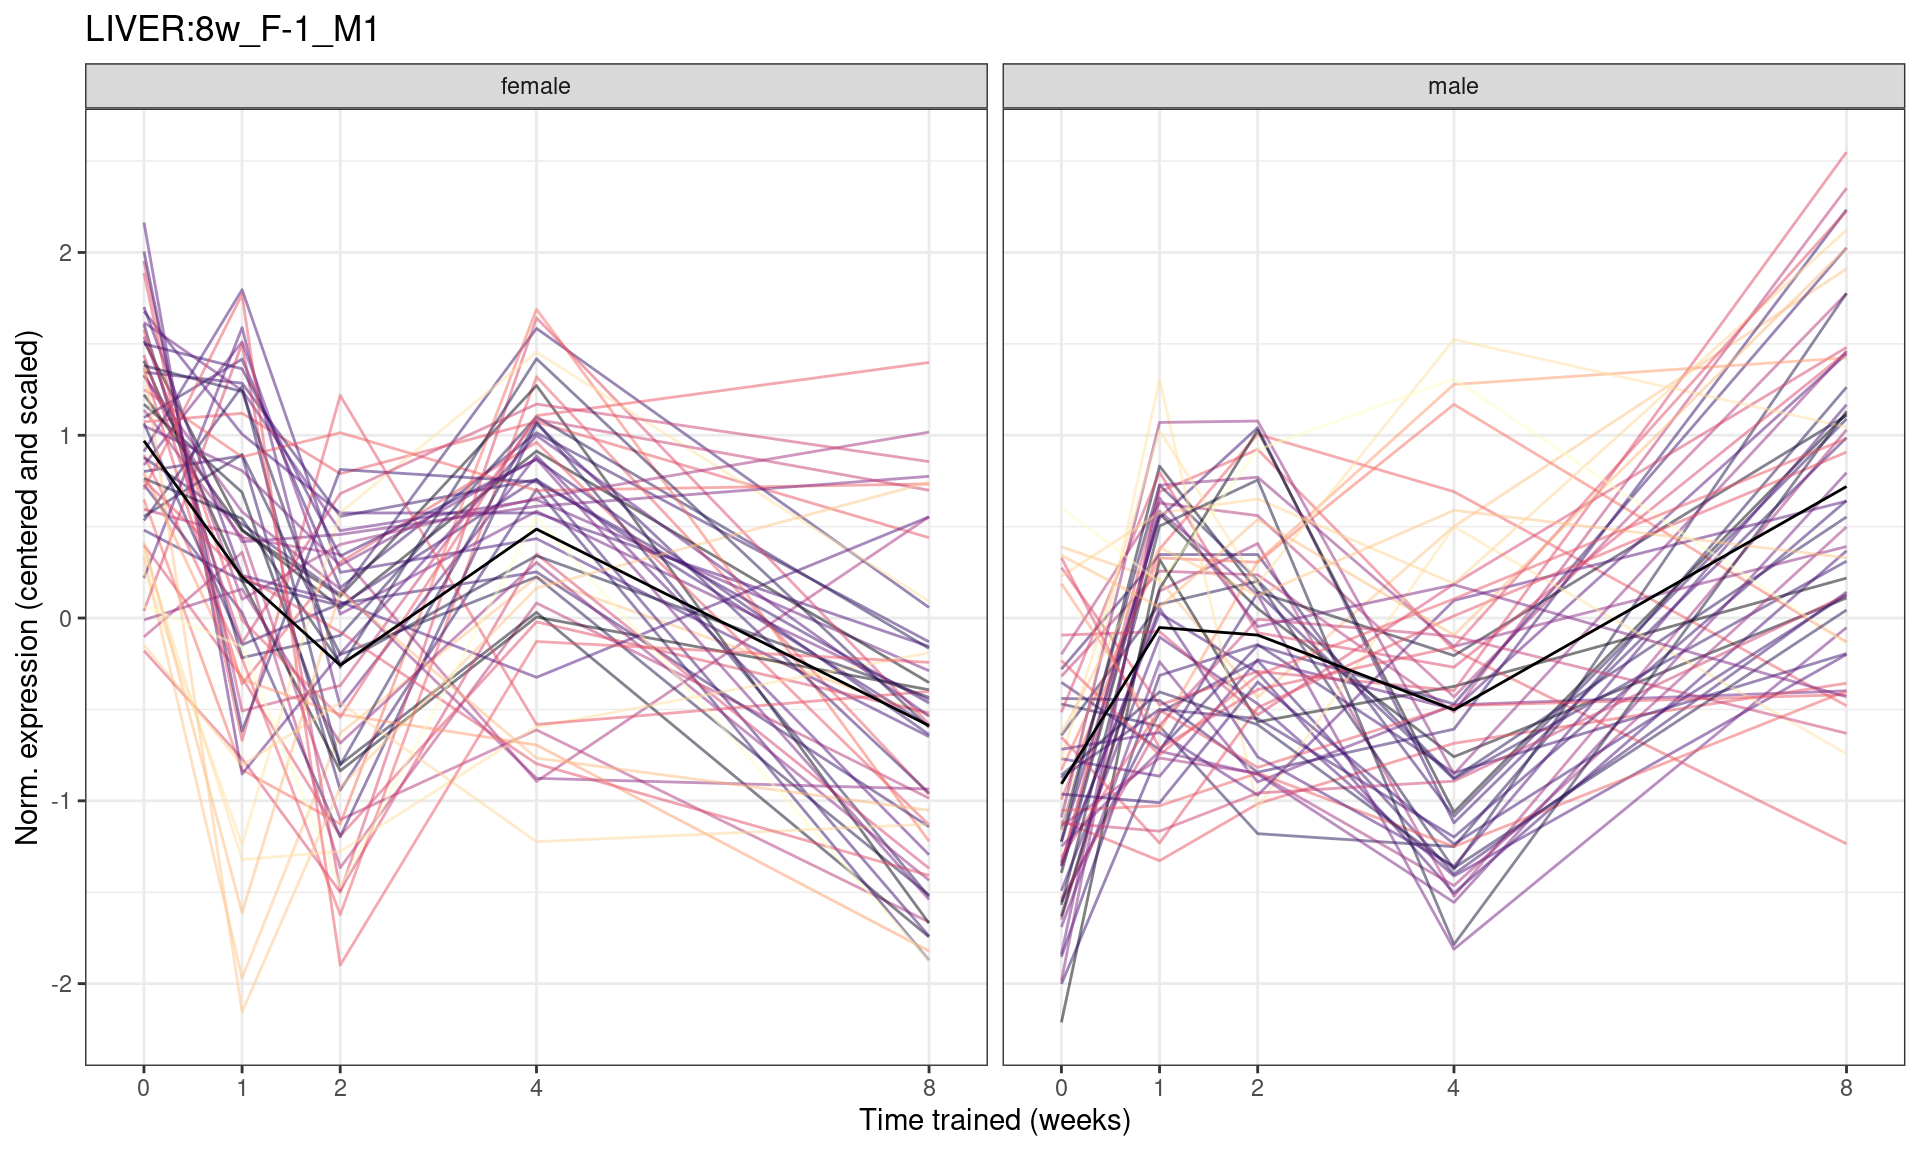 LIVER:8w_F-1_M1
female
male
Norm. expression (centered and scaled)
2
1
0
-1
-2
0 1 2 4 8
0 1 2 4 8
Time trained (weeks)